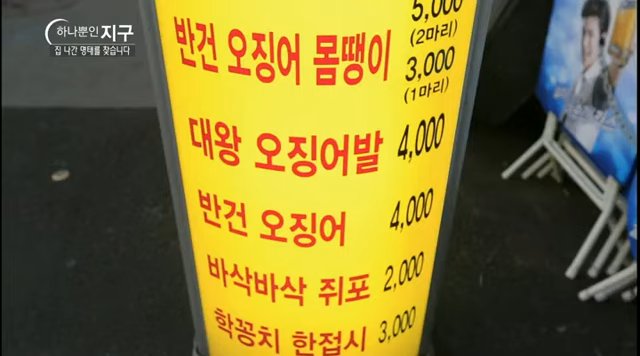 하나뿐인 지구
집 나간 명태를 찾습니다
5,000
(2마리)
반건 오징어 몸땡이 3,000
(1마리)
대왕 오징어발 4,000
반건 오징어 4,000
바삭바삭 쥐포 2,000
학꽁치 한접시 3,000